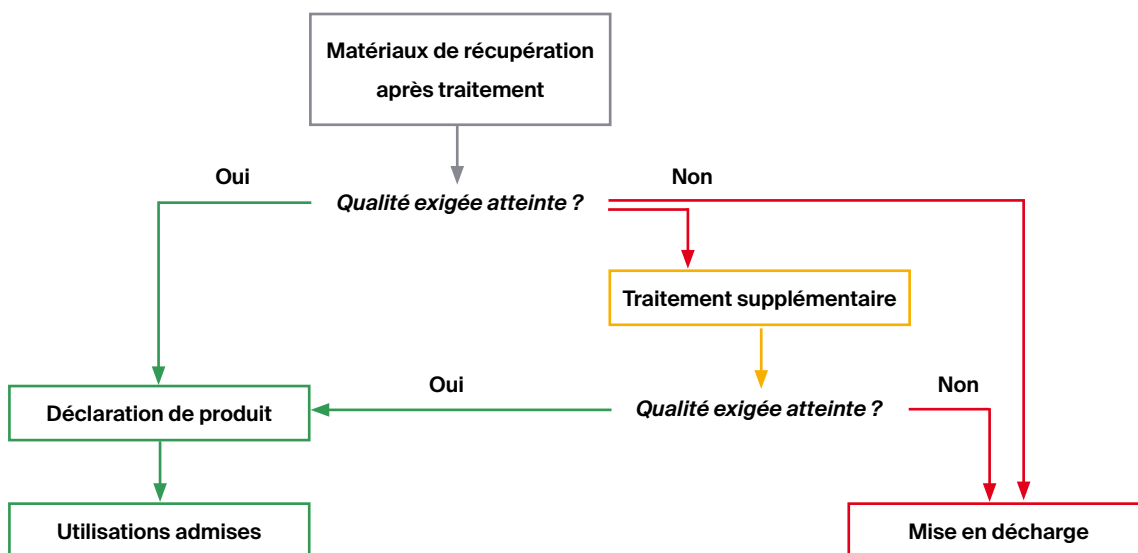 Matériaux de récupération
après traitement
Oui
Non
Qualité exigée atteinte ?
Traitement supplémentaire
Oui
Non
Déclaration de produit
Qualité exigée atteinte ?
Utilisations admises
Mise en décharge